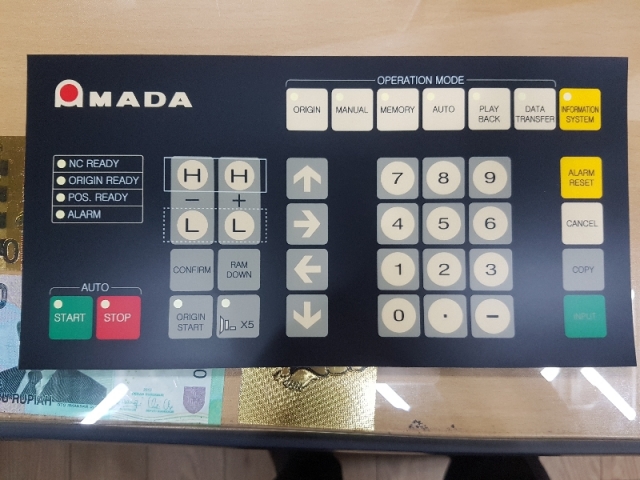 AMADA
OPERATION MODE
ORIGIN MANUAL MEMORY AUTO PLAY BACK DATA TRANSFER INFORMATION SYSTEM
NC READY
ORIGIN READY
POS. READY
ALARM
H H
− +
L L
CONFIRM RAM DOWN
ORIGIN START X5
AUTO
START STOP
7 8 9
4 5 6
1 2 3
0 · −
ALARM RESET
CANCEL
COPY
INPUT
RUPIAH